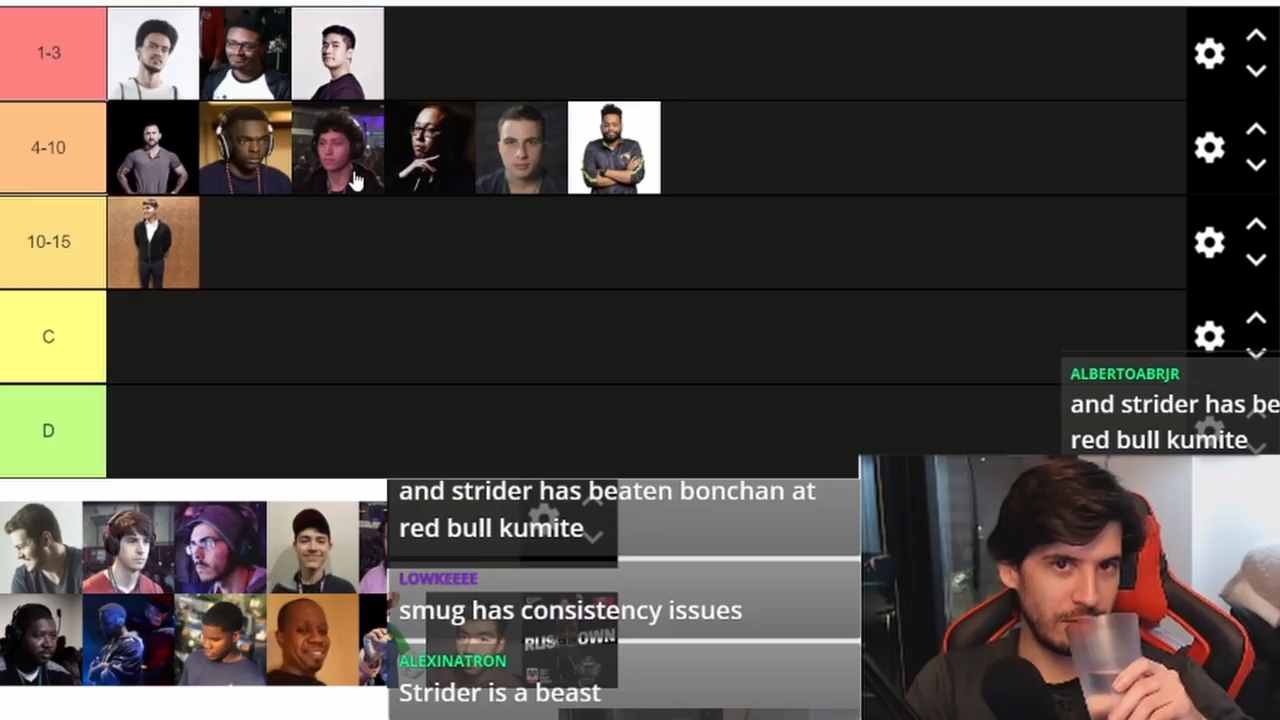 1-3
4-10
10-15
C
D
ALBERTOABRJR
and strider has be
red bull kumite
and strider has beaten bonchan at
red bull kumite
LOWKEEEE
smug has consistency issues
ALEXINATRON
Strider is a beast